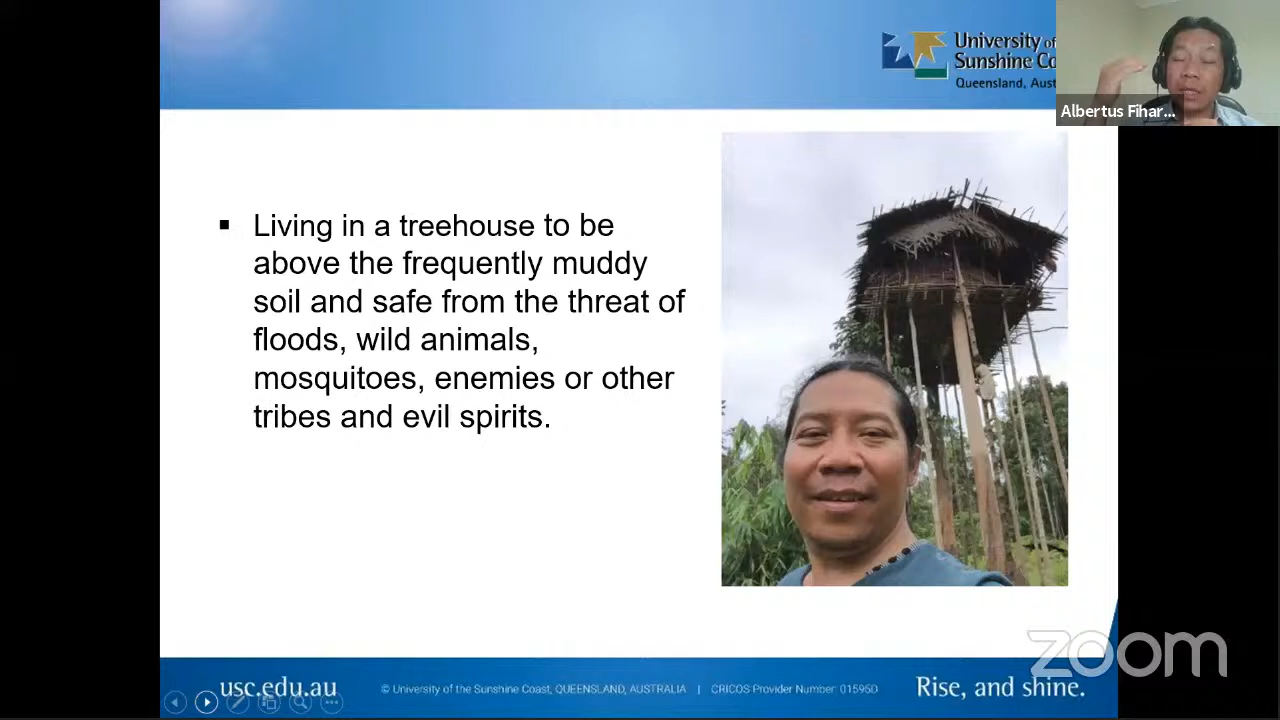 University of
Sunshine Co
Queensland, Aust
Albertus Fihar...
▪ Living in a treehouse to be
above the frequently muddy
soil and safe from the threat of
floods, wild animals,
mosquitoes, enemies or other
tribes and evil spirits.
zoom
usc.edu.au
© University of the Sunshine Coast, QUEENSLAND, AUSTRALIA | CRICOS Provider Number: 01595D
Rise, and shine.